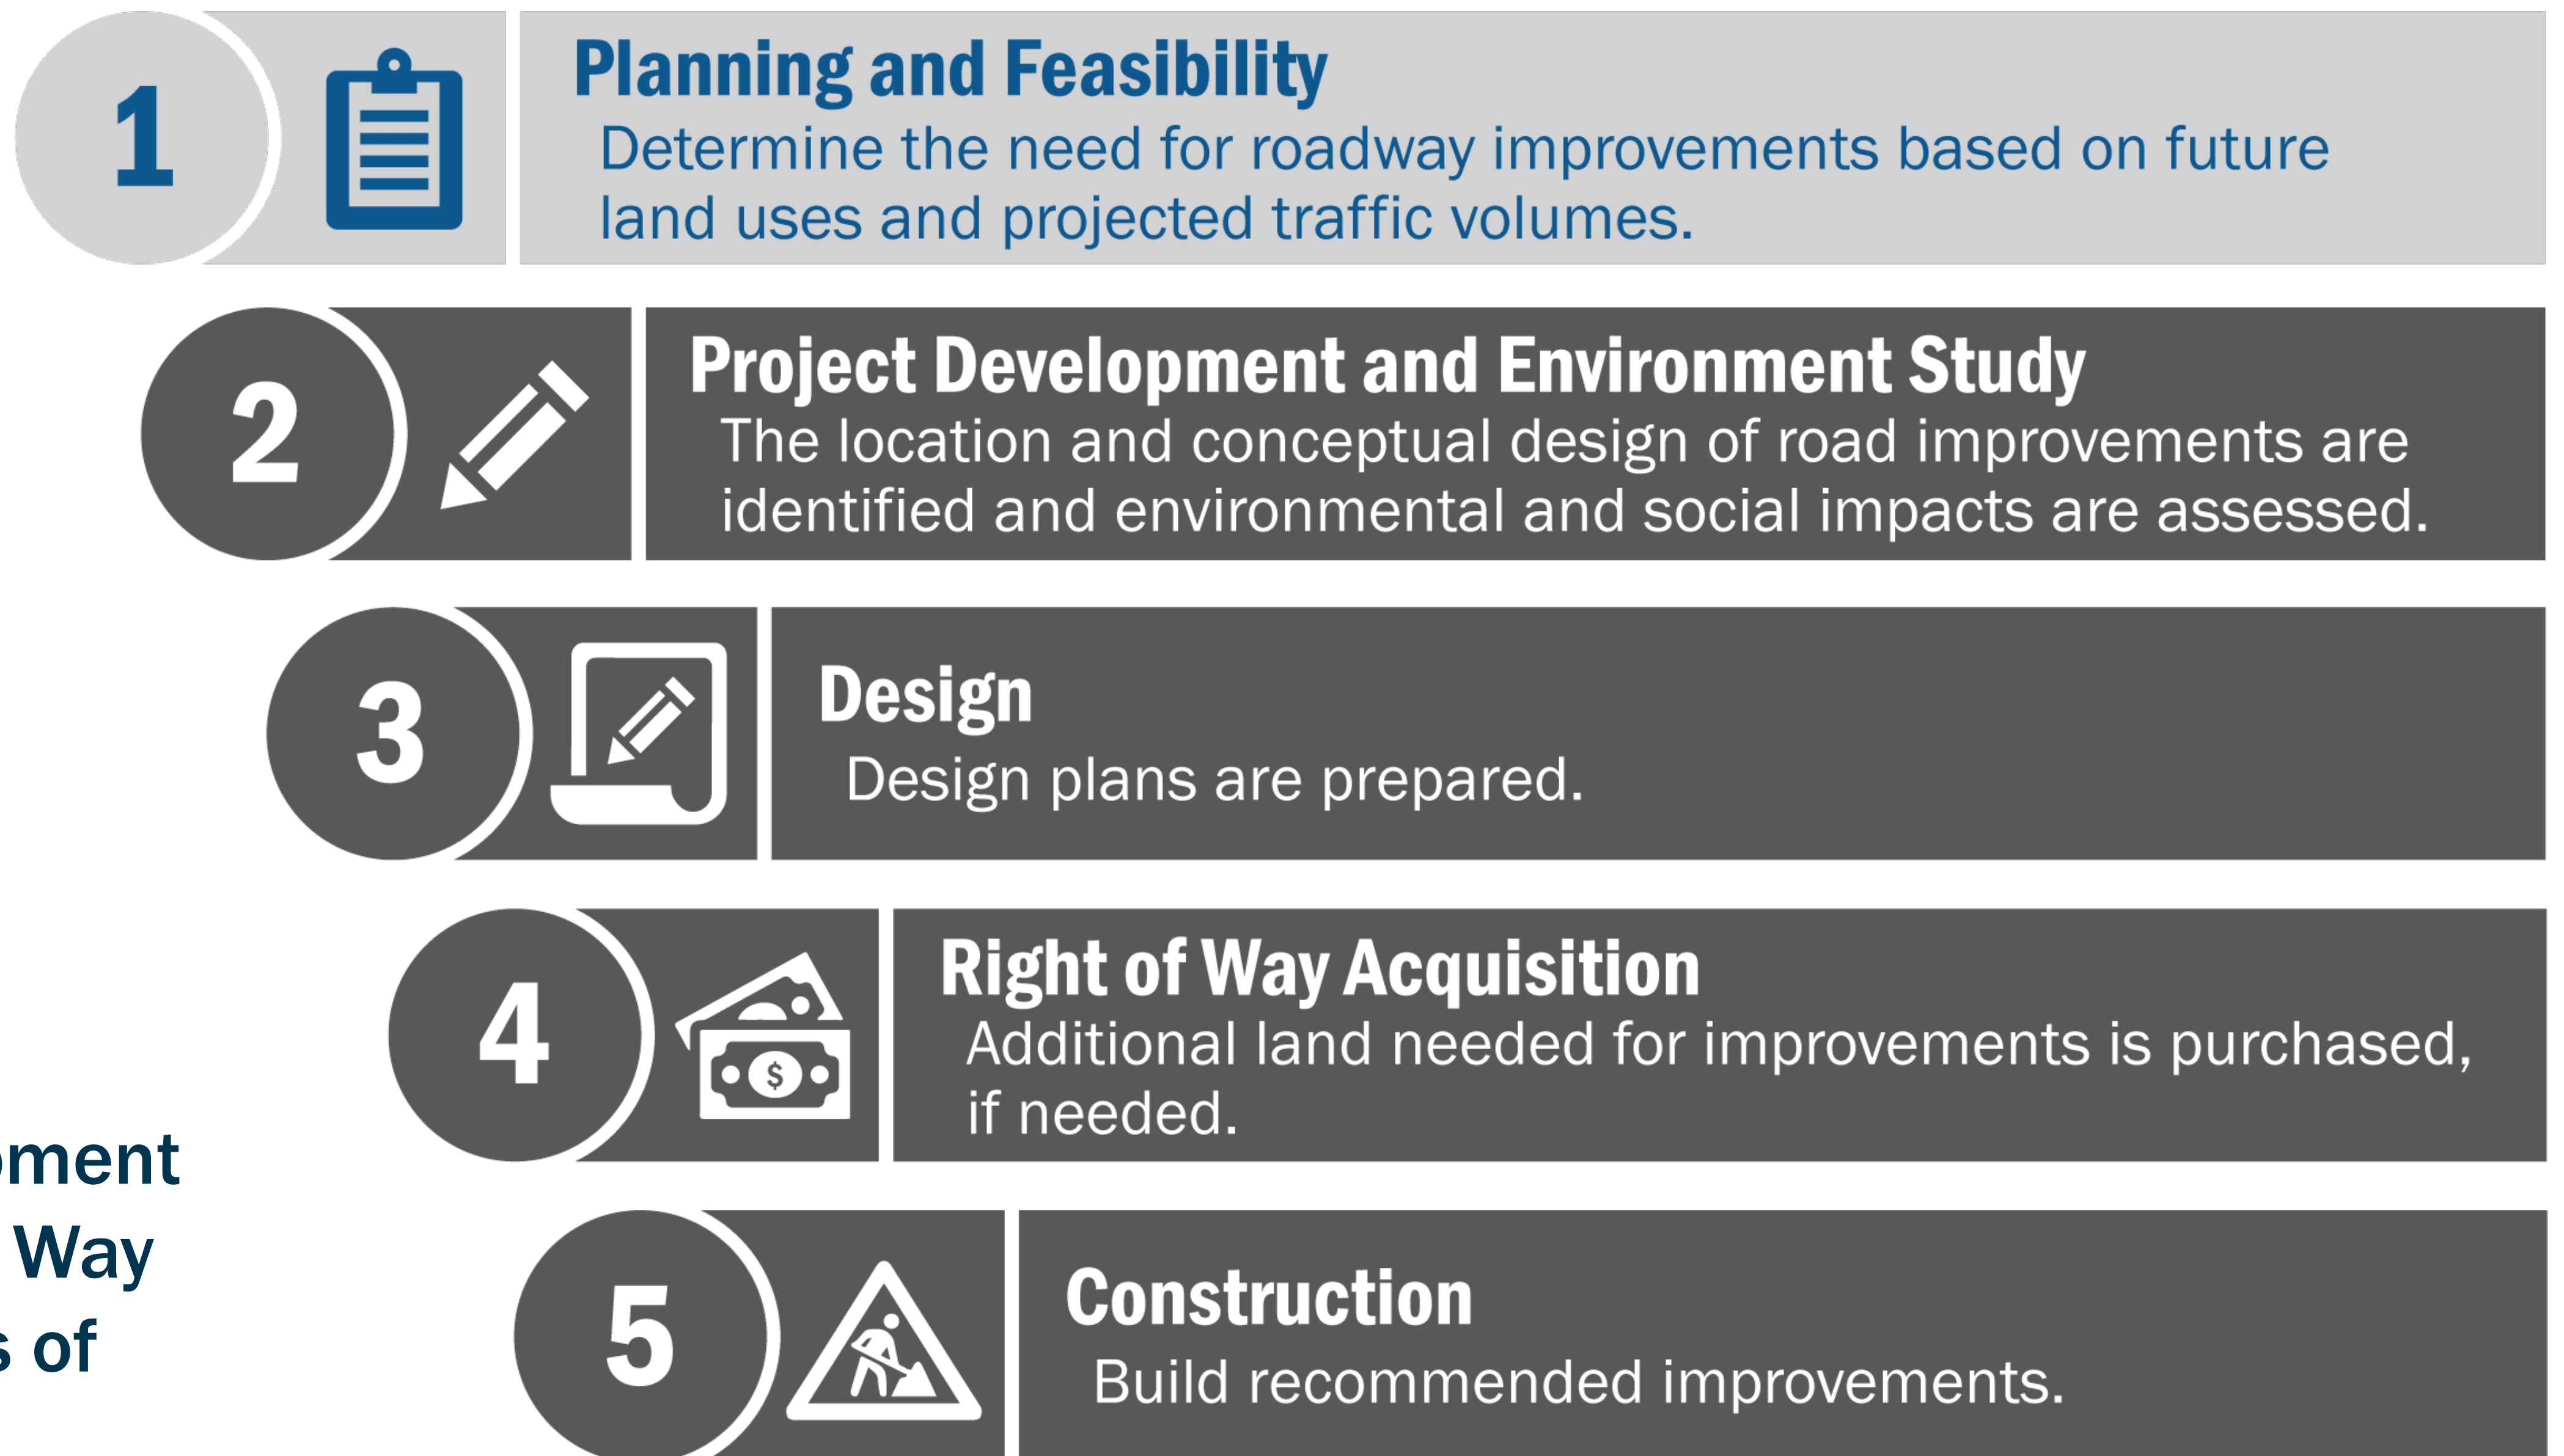 1
Planning and Feasibility
Determine the need for roadway improvements based on future
land uses and projected traffic volumes.
2
Project Development and Environment Study
The location and conceptual design of road improvements are
identified and environmental and social impacts are assessed.
3
Design
Design plans are prepared.
4
$
Right of Way Acquisition
Additional land needed for improvements is purchased,
if needed.
5
Construction
Build recommended improvements.
Way
of